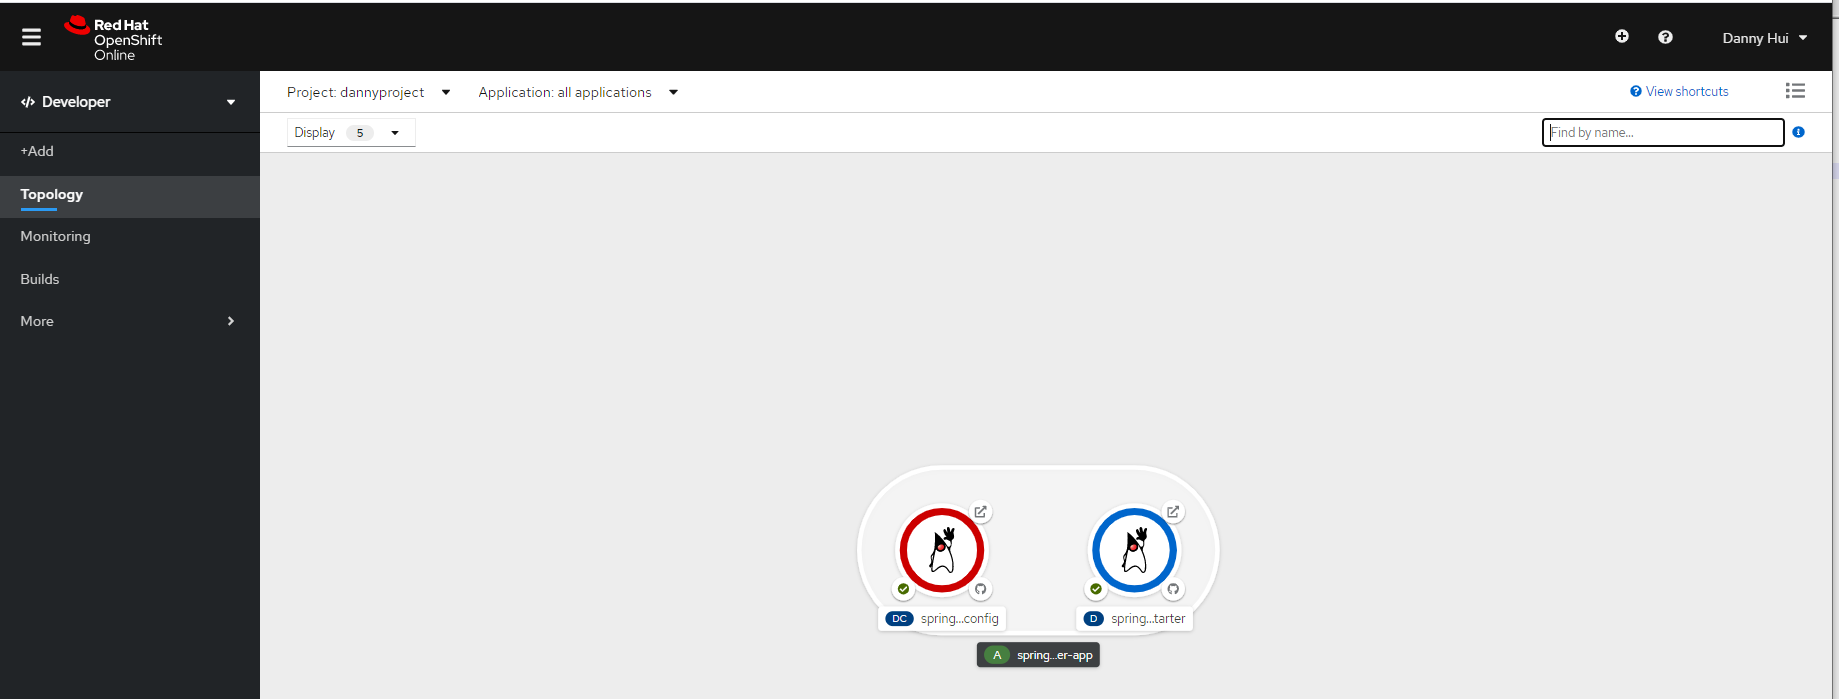 Red Hat
OpenShift
Online
Danny Hui
Developer
Project: dannyproject
Application: all applications
View shortcuts
Display 5
Find by name...
+Add
Topology
Monitoring
Builds
More
DC spring...config
D spring...tarter
A spring...er-app